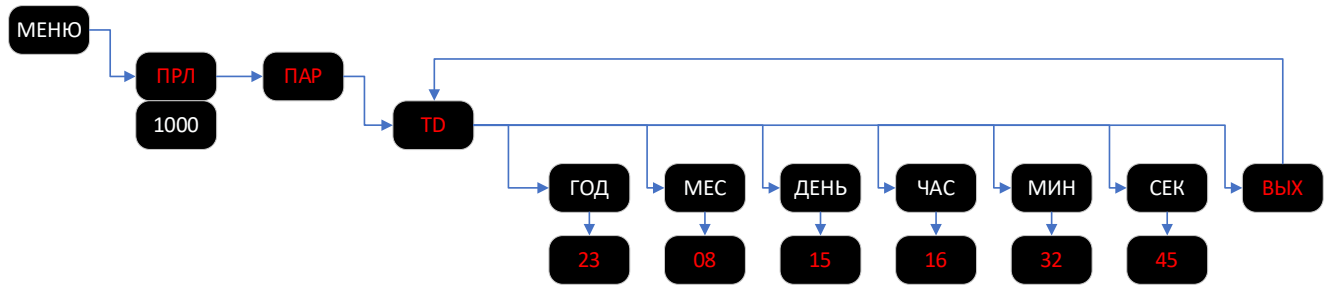 МЕНЮ
ПРЛ
ПАР
1000
TD
ГОД
МЕС
ДЕНЬ
ЧАС
МИН
СЕК
ВЫХ
23
08
15
16
32
45